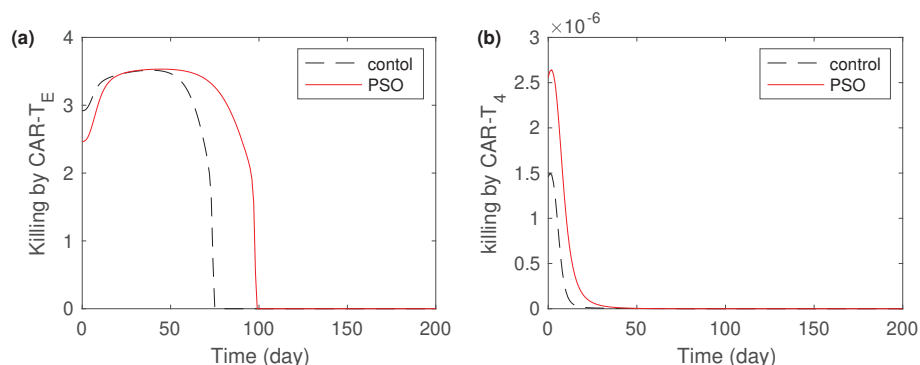 (a)
4
3
2
1
0
Killing by CAR-T_E
contol
PSO
0 50 100 150 200
Time (day)
(b)
×10⁻⁶
3
2.5
2
1.5
1
0.5
0
killing by CAR-T_4
control
PSO
0 50 100 150 200
Time (day)